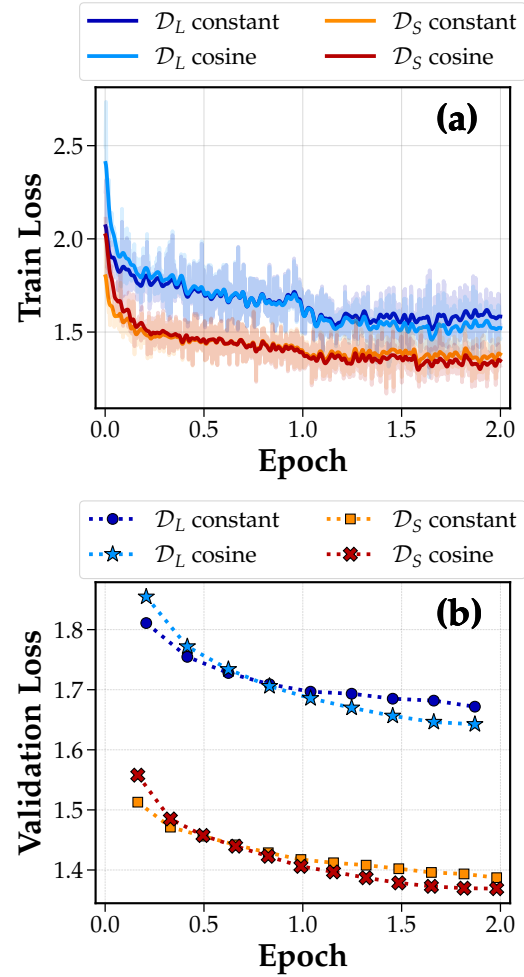 𝒟_L constant 𝒟_S constant
𝒟_L cosine 𝒟_S cosine
(a)
Train Loss
2.5
2.0
1.5
0.0 0.5 1.0 1.5 2.0
Epoch
𝒟_L constant 𝒟_S constant
𝒟_L cosine 𝒟_S cosine
(b)
Validation Loss
1.8
1.7
1.6
1.5
1.4
0.0 0.5 1.0 1.5 2.0
Epoch